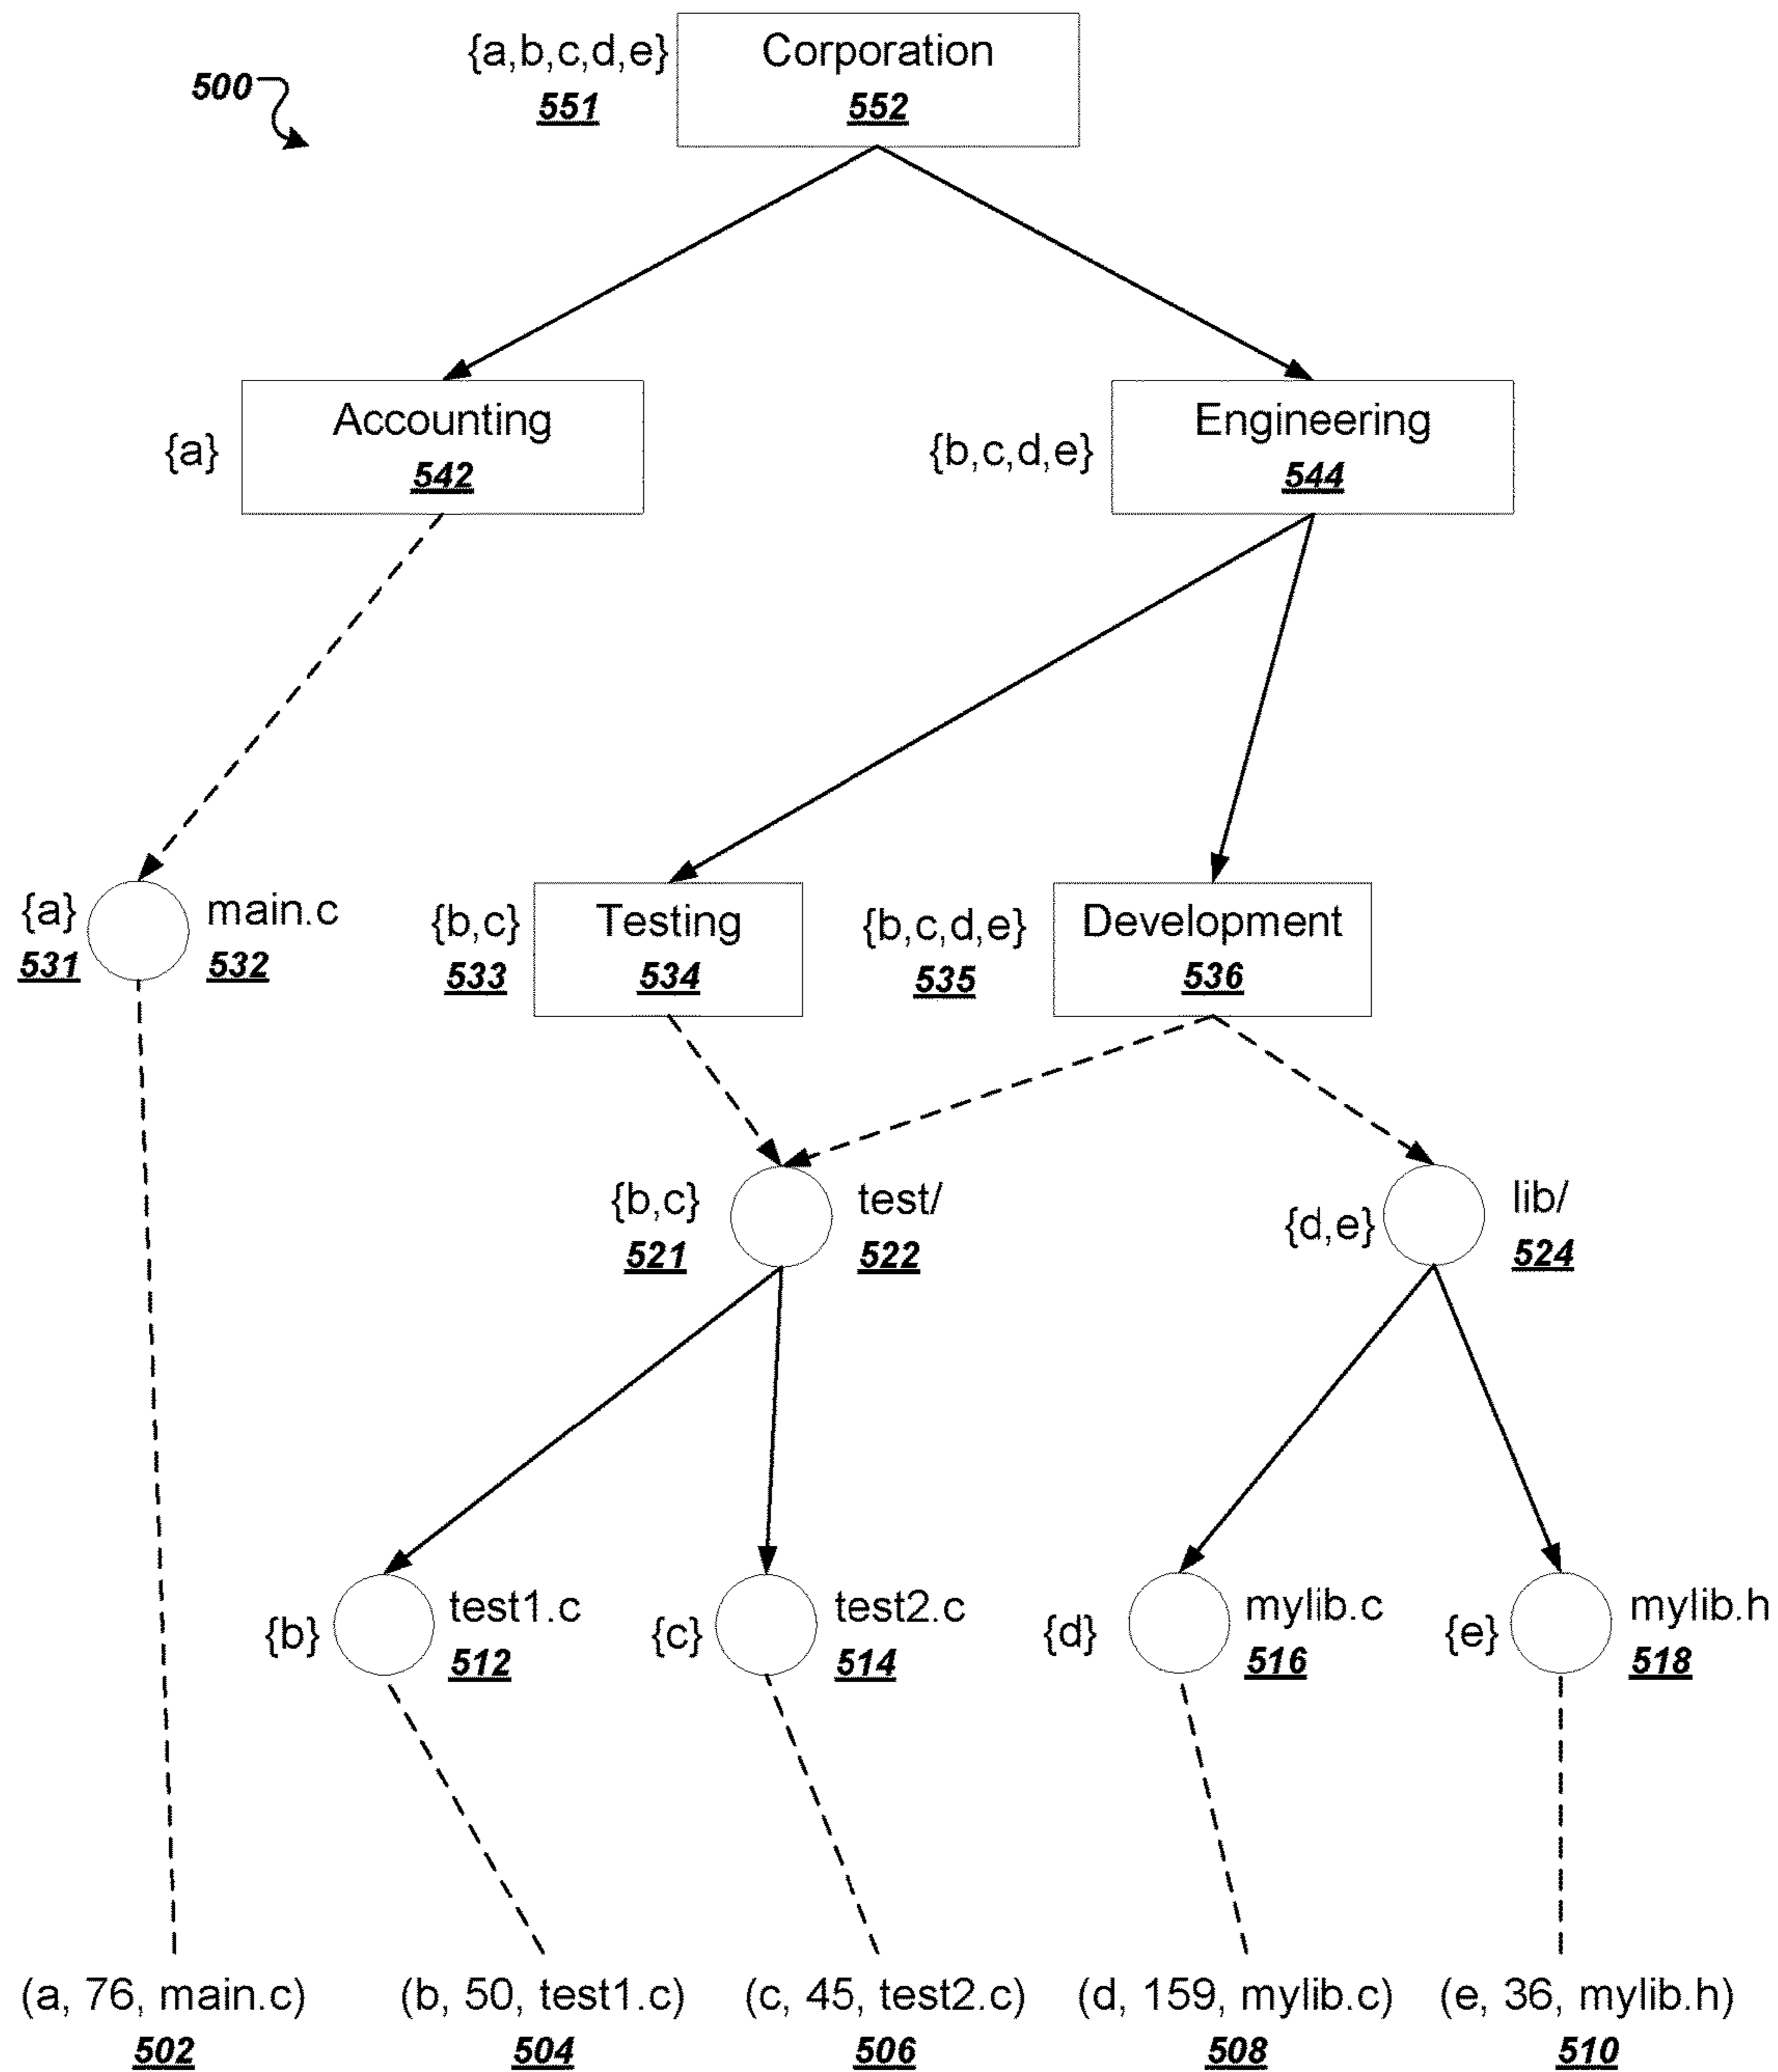 {a,b,c,d,e}
551
Corporation
552
500
{a}
Accounting
542
{b,c,d,e}
Engineering
544
{a}
531
main.c
532
{b,c}
533
Testing
534
{b,c,d,e}
535
Development
536
{b,c}
521
test/
522
{d,e}
lib/
524
{b}
test1.c
512
{c}
test2.c
514
{d}
mylib.c
516
{e}
mylib.h
518
(a, 76, main.c)
502
(b, 50, test1.c)
504
(c, 45, test2.c)
506
(d, 159, mylib.c)
508
(e, 36, mylib.h)
510